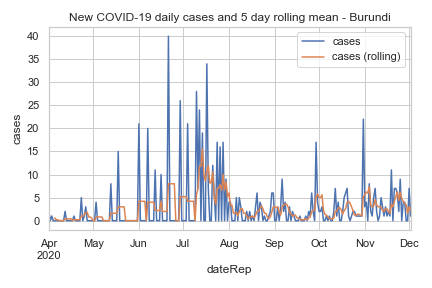 New COVID-19 daily cases and 5 day rolling mean - Burundi
cases
cases (rolling)
40
35
30
25
20
15
10
5
0
cases
Apr May Jun Jul Aug Sep Oct Nov Dec
2020
dateRep